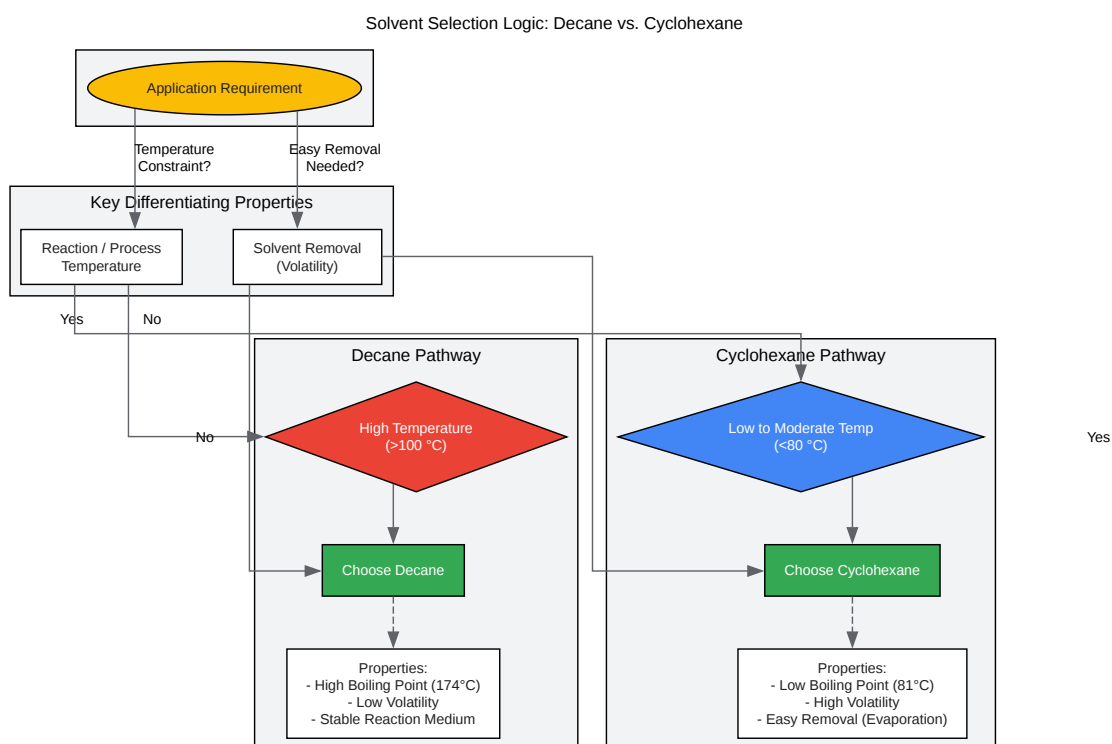 Solvent Selection Logic: Decane vs. Cyclohexane
Application Requirement
Temperature
Constraint?
Easy Removal
Needed?
Key Differentiating Properties
Reaction / Process
Temperature
Solvent Removal
(Volatility)
Yes
No
Decane Pathway
Cyclohexane Pathway
High Temperature
(>100 °C)
Low to Moderate Temp
(<80 °C)
No
Yes
Choose Decane
Choose Cyclohexane
Properties:
- High Boiling Point (174°C)
- Low Volatility
- Stable Reaction Medium
Properties:
- Low Boiling Point (81°C)
- High Volatility
- Easy Removal (Evaporation)